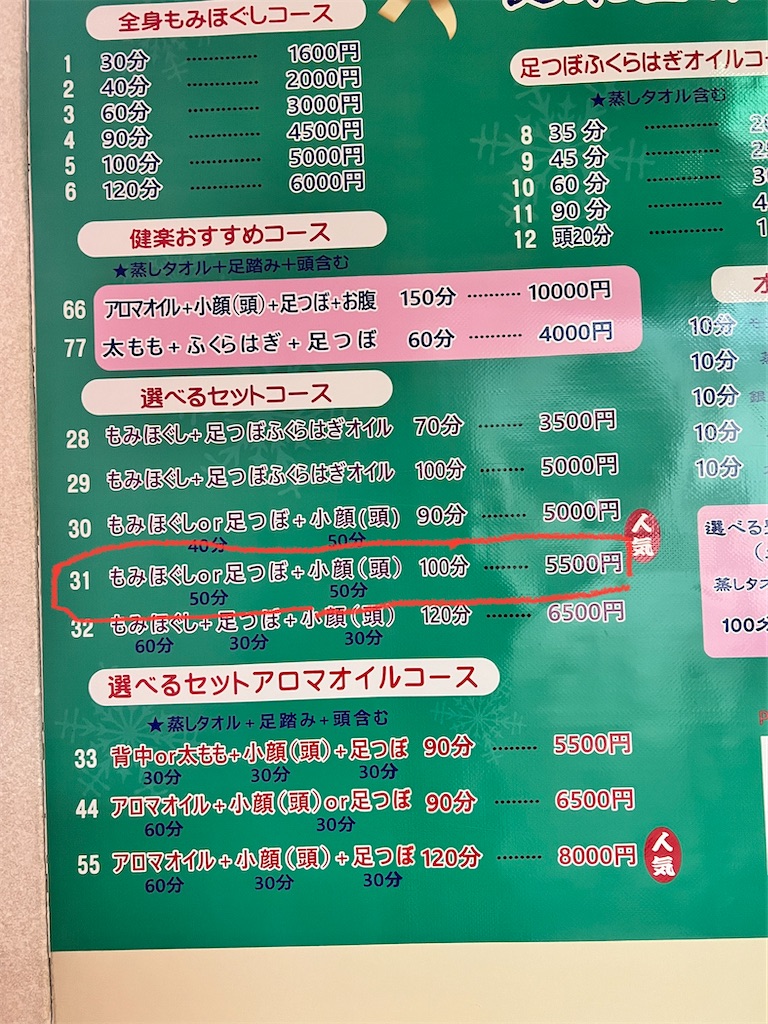 全身もみほぐしコース
1 30分 ………… 1600円
2 40分 ………… 2000円
3 60分 ………… 3000円
4 90分 ………… 4500円
5 100分 ………… 5000円
6 120分 ………… 6000円
足つぼふくらはぎオイルコー
★蒸しタオル含む
8 35分 …………
9 45分 …………
10 60分 …………
11 90分 …………
12 頭20分 …………
健楽おすすめコース
★蒸しタオル+足踏み+頭含む
66 アロマオイル+小顔(頭)+足つぼ+お腹 150分 ……… 10000円
77 太もも+ふくらはぎ+足つぼ 60分 ……… 4000円
10分
10分
10分 銀
10分
10分
選べるセットコース
28 もみほぐし+足つぼふくらはぎオイル 70分 ……… 3500円
29 もみほぐし+足つぼふくらはぎオイル 100分 ……… 5000円
30 もみほぐしor足つぼ+小顔(頭) 90分 ……… 5000円 人気
40分 50分
31 もみほぐしor足つぼ+小顔(頭) 100分 ……… 5500円
50分 50分
32 もみほぐし+足つぼ+小顔(頭) 120分 ……… 6500円
60分 30分 30分
選べる
蒸しタオ
100分
選べるセットアロマオイルコース
★蒸しタオル+足踏み+頭含む
33 背中or太もも+小顔(頭)+足つぼ 90分 ……… 5500円
30分 30分 30分
44 アロマオイル+小顔(頭)or足つぼ 90分 ……… 6500円
60分 30分
55 アロマオイル+小顔(頭)+足つぼ 120分 ……… 8000円 人気
60分 30分 30分